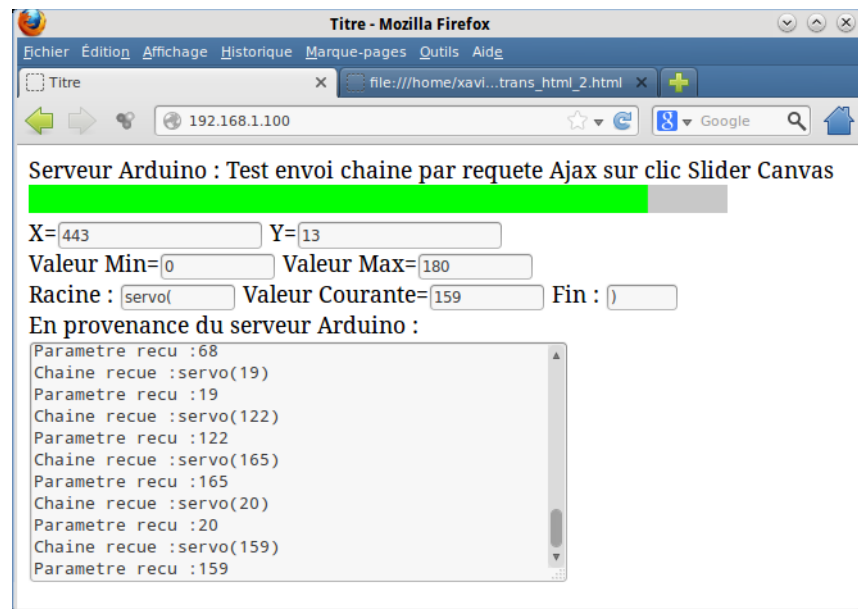 Titre - Mozilla Firefox
Fichier Édition Affichage Historique Marque-pages Outils Aide
Titre file:///home/xavi...trans_html_2.html
192.168.1.100 Google
Serveur Arduino : Test envoi chaine par requete Ajax sur clic Slider Canvas
X=443 Y=13
Valeur Min=0 Valeur Max=180
Racine : servo( Valeur Courante=159 Fin : )
En provenance du serveur Arduino :
Parametre recu :68
Chaine recue :servo(19)
Parametre recu :19
Chaine recue :servo(122)
Parametre recu :122
Chaine recue :servo(165)
Parametre recu :165
Chaine recue :servo(20)
Parametre recu :20
Chaine recue :servo(159)
Parametre recu :159